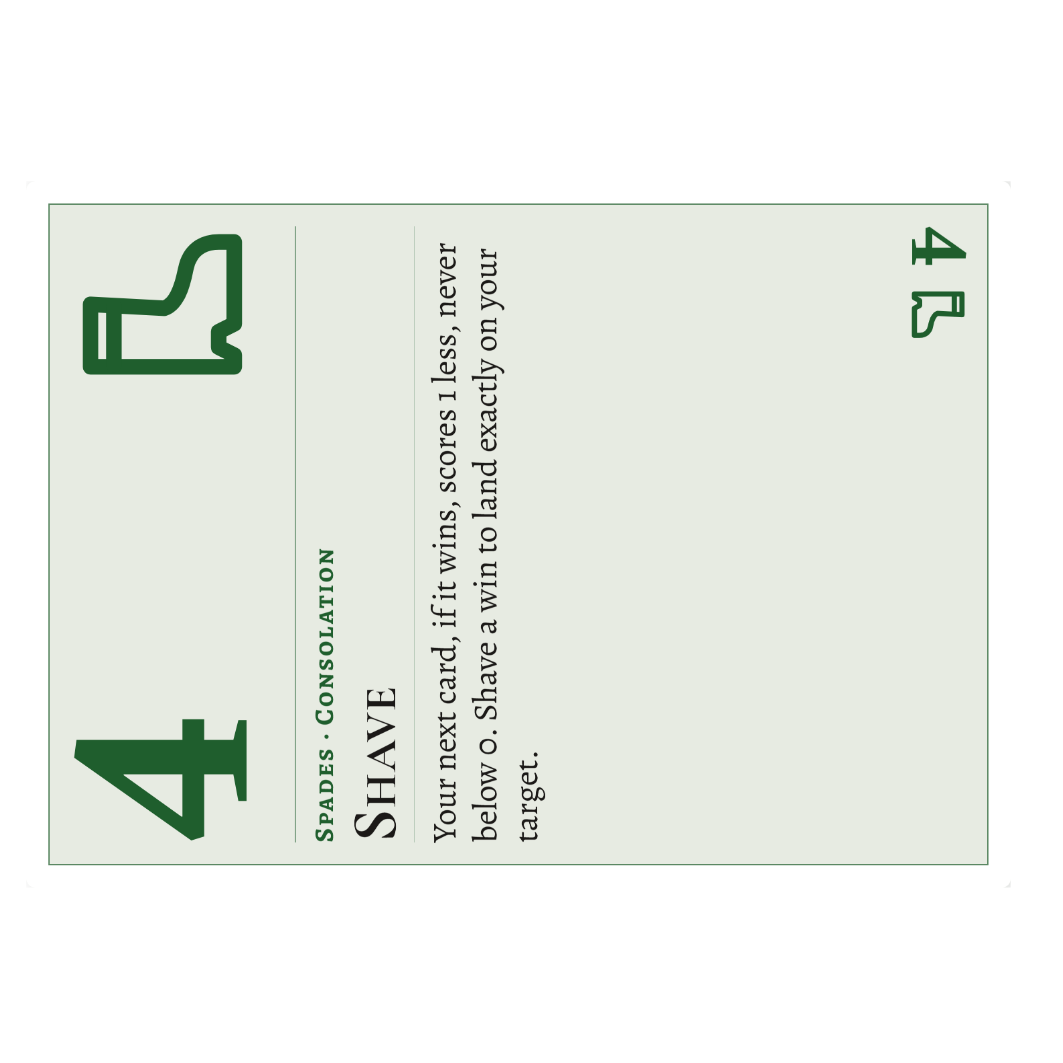 4
Spades · Consolation
Shave
Your next card, if it wins, scores 1 less, never
below 0. Shave a win to land exactly on your
target.
4